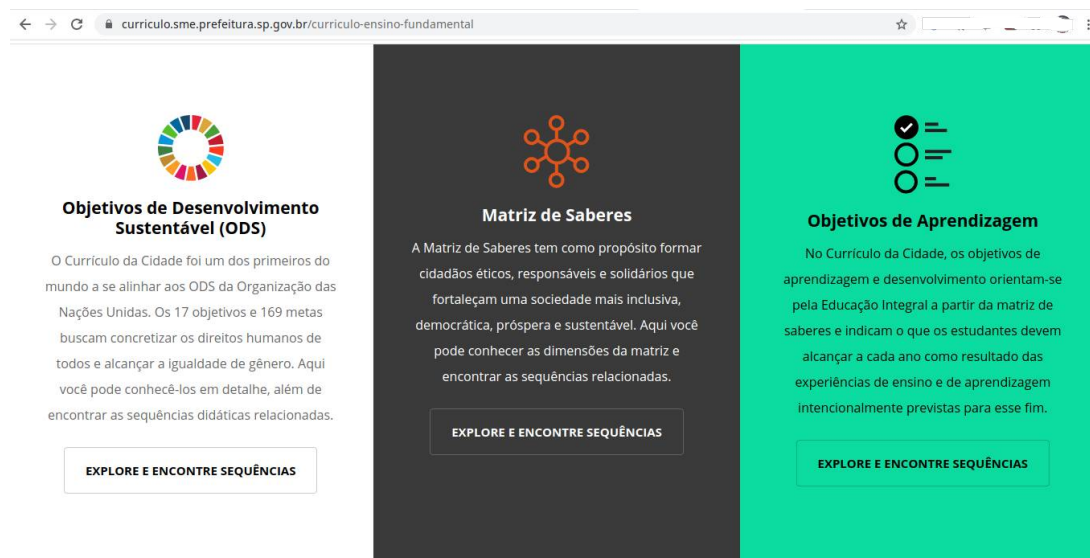 curriculo.sme.prefeitura.sp.gov.br/curriculo-ensino-fundamental
Objetivos de Desenvolvimento
Sustentável (ODS)
O Currículo da Cidade foi um dos primeiros do
mundo a se alinhar aos ODS da Organização das
Nações Unidas. Os 17 objetivos e 169 metas
buscam concretizar os direitos humanos de
todos e alcançar a igualdade de gênero. Aqui
você pode conhecê-los em detalhe, além de
encontrar as sequências didáticas relacionadas.
EXPLORE E ENCONTRE SEQUÊNCIAS
Matriz de Saberes
A Matriz de Saberes tem como propósito formar
cidadãos éticos, responsáveis e solidários que
fortaleçam uma sociedade mais inclusiva,
democrática, próspera e sustentável. Aqui você
pode conhecer as dimensões da matriz e
encontrar as sequências relacionadas.
EXPLORE E ENCONTRE SEQUÊNCIAS
Objetivos de Aprendizagem
No Currículo da Cidade, os objetivos de
aprendizagem e desenvolvimento orientam-se
pela Educação Integral a partir da matriz de
saberes e indicam o que os estudantes devem
alcançar a cada ano como resultado das
experiências de ensino e de aprendizagem
intencionalmente previstas para esse fim.
EXPLORE E ENCONTRE SEQUÊNCIAS